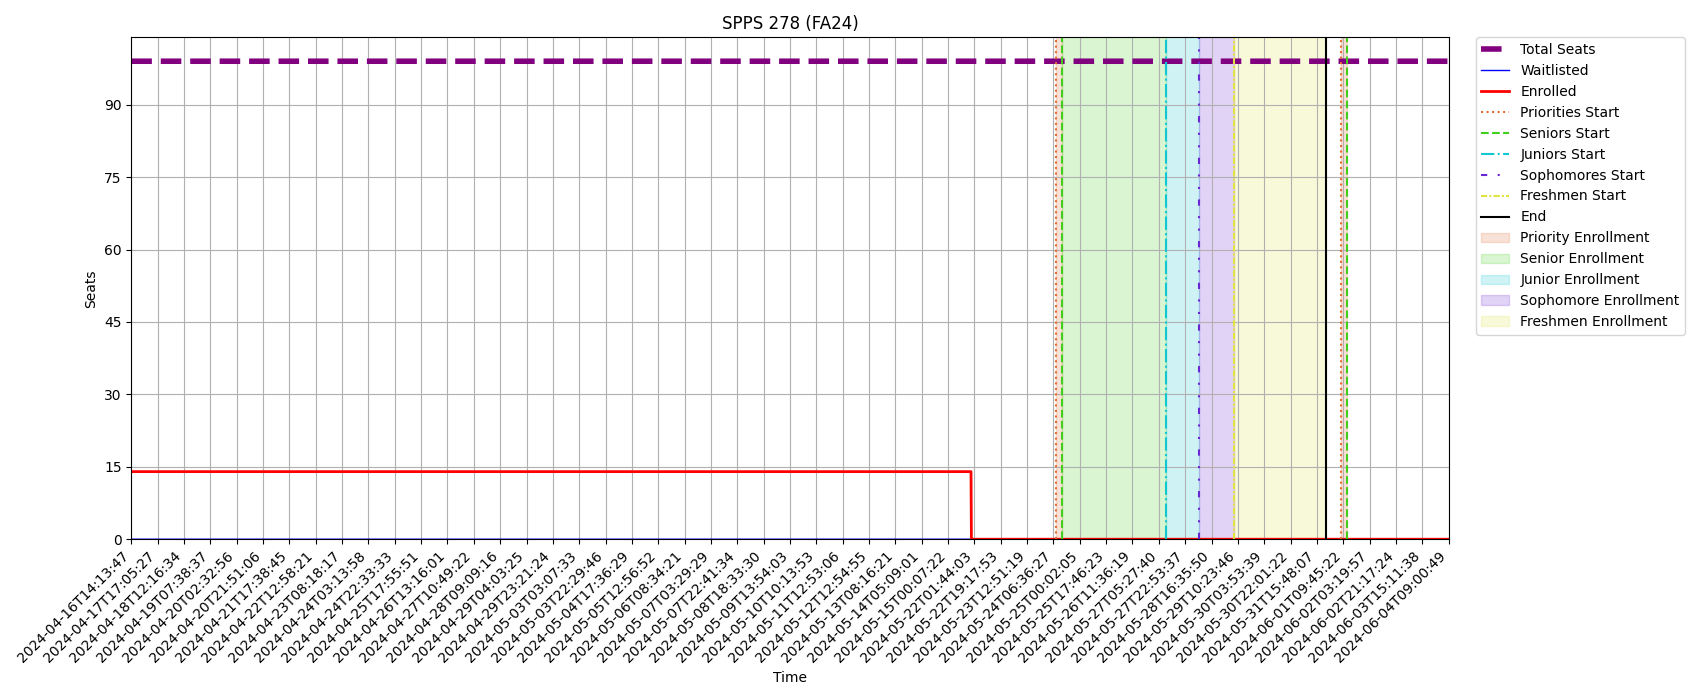 SPPS 278 (FA24)
Total Seats
Waitlisted
Enrolled
Priorities Start
Seniors Start
Juniors Start
Sophomores Start
Freshmen Start
End
Priority Enrollment
Senior Enrollment
Junior Enrollment
Sophomore Enrollment
Freshmen Enrollment
Seats
90
75
60
45
30
15
0
2024-04-16T14:13:47
2024-04-17T17:05:27
2024-04-18T12:16:34
2024-04-19T07:38:37
2024-04-20T02:32:56
2024-04-20T21:51:06
2024-04-21T17:38:45
2024-04-22T12:58:21
2024-04-23T08:18:17
2024-04-24T03:13:58
2024-04-24T22:33:33
2024-04-25T17:55:51
2024-04-26T13:16:01
2024-04-27T10:49:22
2024-04-28T09:09:16
2024-04-29T04:03:25
2024-04-29T23:21:24
2024-05-03T03:07:33
2024-05-03T22:29:46
2024-05-04T17:36:29
2024-05-05T12:56:52
2024-05-06T08:34:21
2024-05-07T03:29:29
2024-05-07T22:41:34
2024-05-08T18:33:30
2024-05-09T13:54:03
2024-05-10T10:13:53
2024-05-11T12:53:06
2024-05-12T12:54:55
2024-05-13T08:16:21
2024-05-14T05:09:01
2024-05-15T00:07:22
2024-05-22T01:44:03
2024-05-22T19:17:53
2024-05-23T12:51:19
2024-05-24T06:36:27
2024-05-25T00:02:05
2024-05-25T17:46:23
2024-05-26T11:36:19
2024-05-27T05:27:40
2024-05-27T22:53:37
2024-05-28T16:35:50
2024-05-29T10:23:46
2024-05-30T03:53:39
2024-05-30T22:01:22
2024-05-31T15:48:07
2024-06-01T09:45:22
2024-06-02T03:19:57
2024-06-02T21:17:24
2024-06-03T15:11:38
2024-06-04T09:00:49
Time